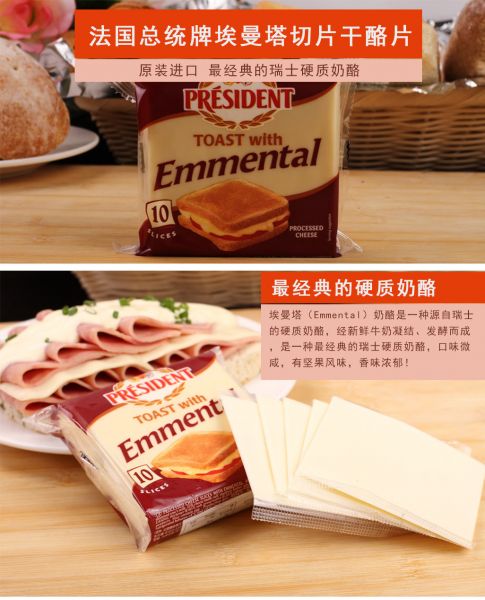 法国总统牌埃曼塔切片干酪片
原装进口 最经典的瑞士硬质奶酪
PRÉSIDENT
TOAST with
Emmental
10
SLICES
PROCESSED
CHEESE
最经典的硬质奶酪
埃曼塔（Emmental）奶酪是一种源自瑞士
的硬质奶酪，经新鲜牛奶凝结、发酵而成
，是一种最经典的瑞士硬质奶酪，口味微
咸，有坚果风味，香味浓郁！
PRÉSIDENT
TOAST with
Emmental
10
SLICES